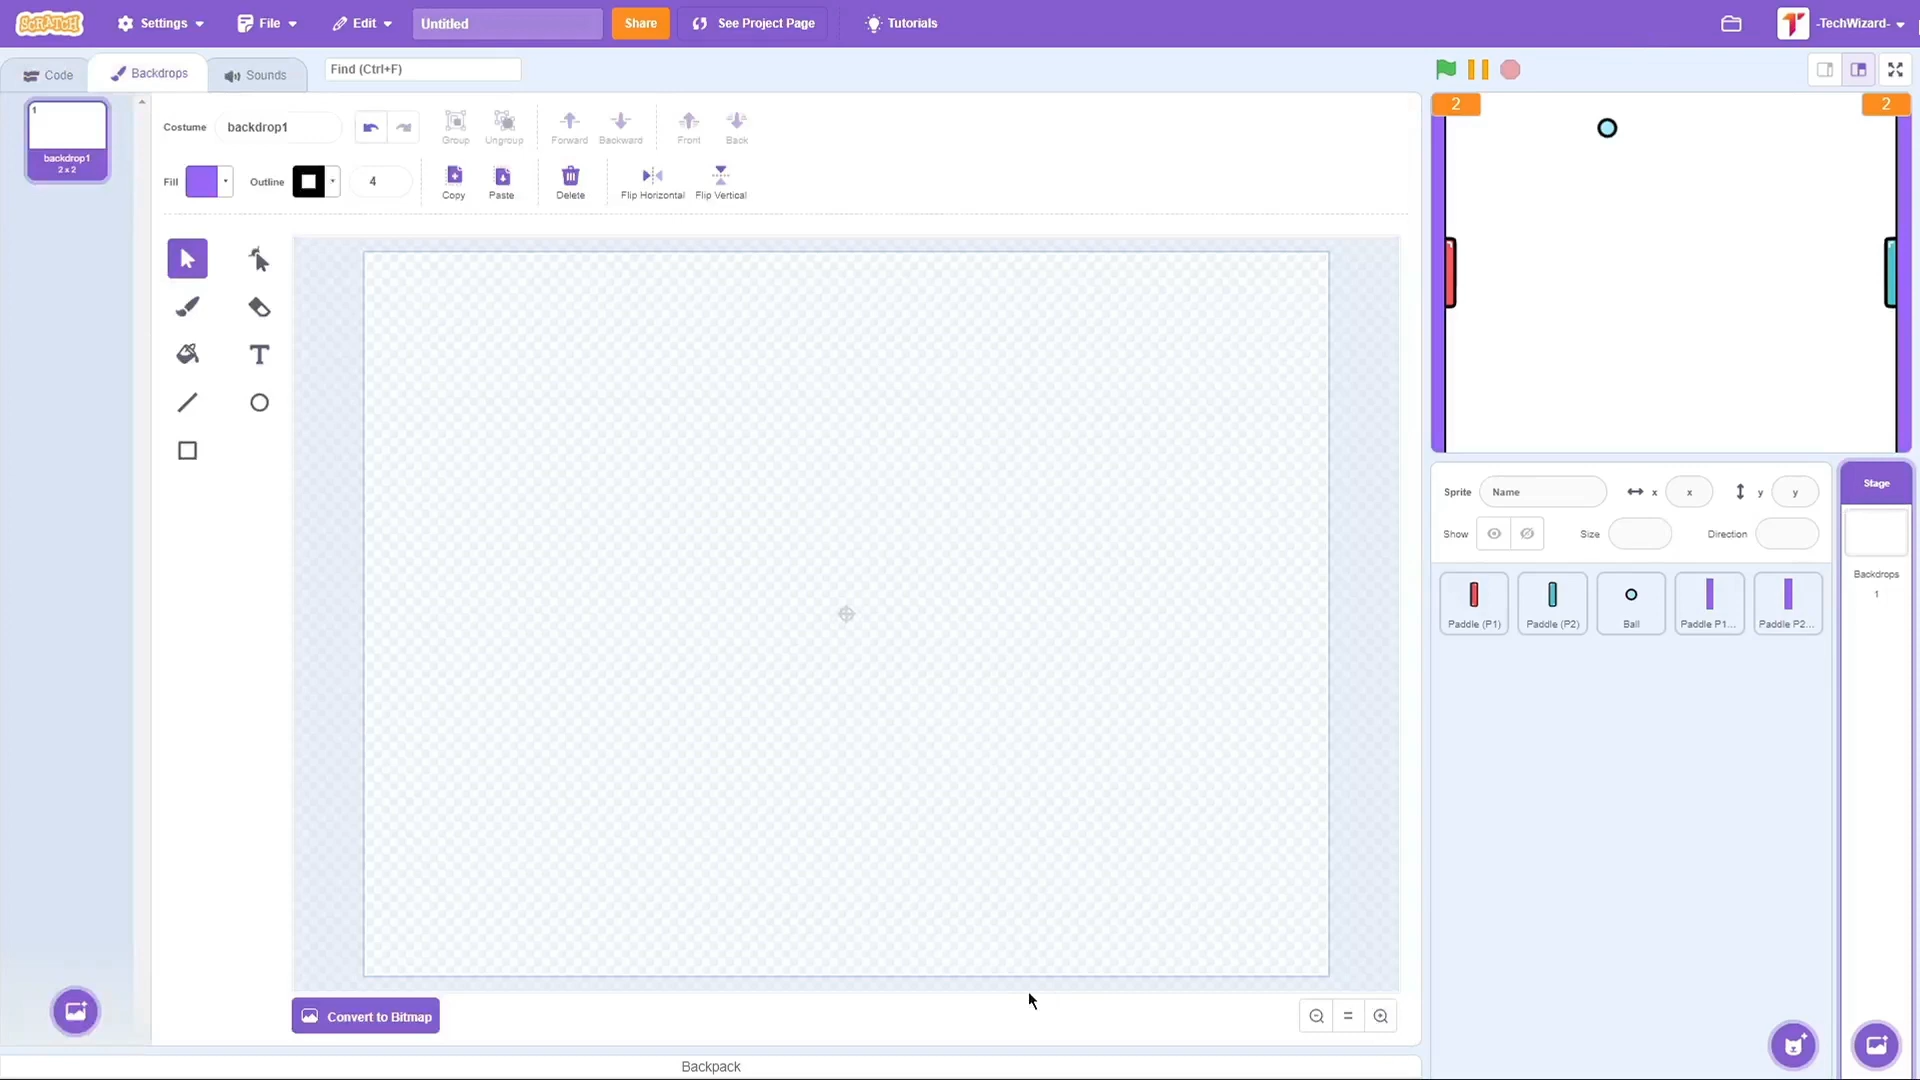 SCRATCH
Settings
File
Edit
Untitled
Share
See Project Page
Tutorials
-TechWizard-
Code
Backdrops
Sounds
Find (Ctrl+F)
1
backdrop1
2 x 2
Costume
backdrop1
Group
Ungroup
Forward
Backward
Front
Back
Fill
Outline
4
Copy
Paste
Delete
Flip Horizontal
Flip Vertical
T
Convert to Bitmap
Backpack
2
2
Sprite
Name
x
x
y
y
Show
Size
Direction
Paddle (P1)
Paddle (P2)
Ball
Paddle P1...
Paddle P2...
Stage
Backdrops
1